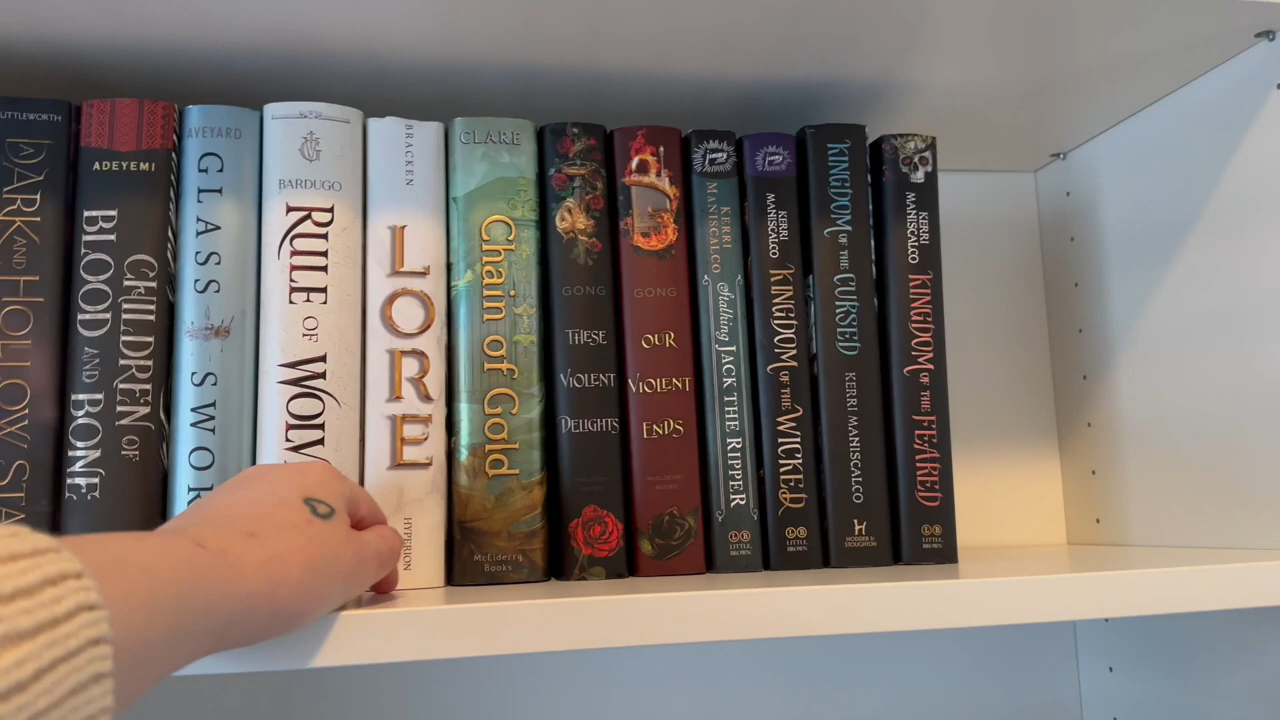 UTTLEWORTH
A DARK AND HOLLOW STA
ADEYEMI
CHILDREN OF
BLOOD AND BONE
AVEYARD
GLASS SWOR
BARDUGO
RULE OF WOLV
BRACKEN
LORE
HYPERION
CLARE
Chain of Gold
McElderry
Books
GONG
THESE
VIOLENT
DELIGHTS
GONG
OUR
VIOLENT
ENDS
McELDERRY
BOOKS
jimmy
KERRI
MANISCALCO
Stalking JACK THE RIPPER
LB
LITTLE,
BROWN
KERRI
MANISCALCO
KINGDOM OF THE WICKED
LB
LITTLE,
BROWN
KINGDOM OF THE CURSED
KERRI MANISCALCO
H
HODDER &
STOUGHTON
KERRI
MANISCALCO
KINGDOM OF THE FEARED
LB
LITTLE,
BROWN